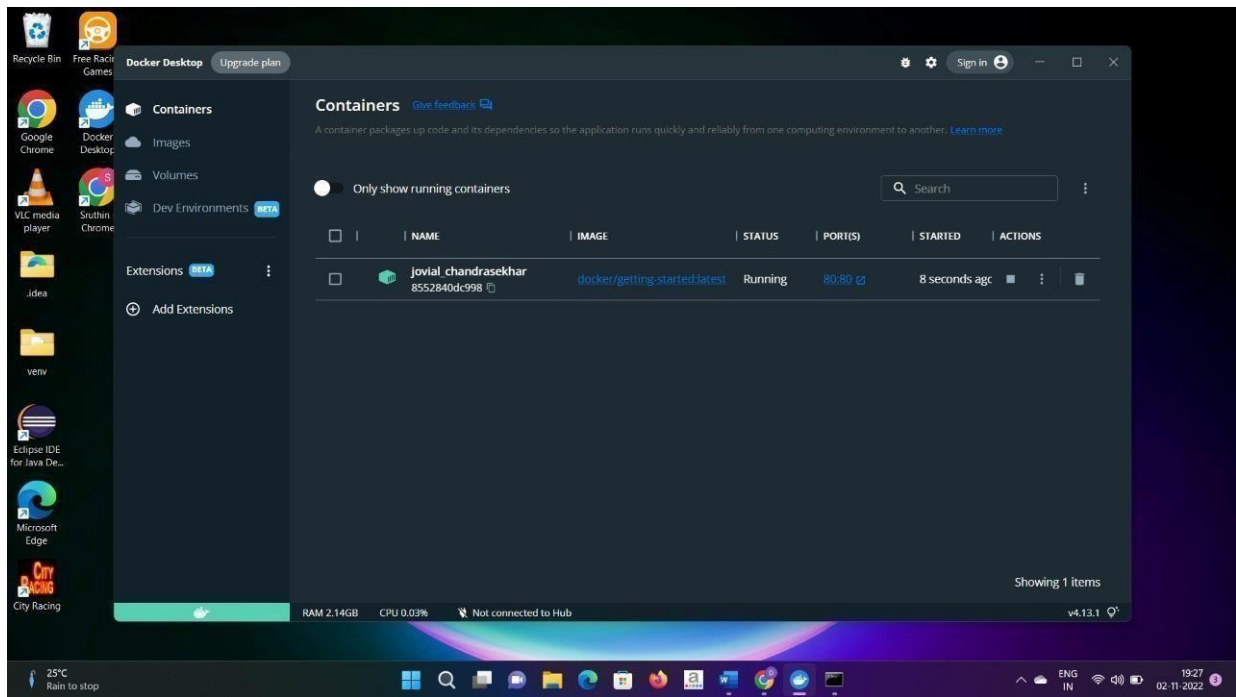 Recycle Bin
Free Racin
Games
Google
Chrome
Docker
Desktop
VLC media
player
Sruthin -
Chrome
.idea
venv
Eclipse IDE
for Java De...
Microsoft
Edge
CITY
RACING
City Racing
Docker Desktop
Upgrade plan
Sign in
Containers
Images
Volumes
Dev Environments BETA
Extensions BETA
Add Extensions
Containers Give feedback
A container packages up code and its dependencies so the application runs quickly and reliably from one computing environment to another. Learn more
Only show running containers
Search
NAME IMAGE STATUS PORT(S) STARTED ACTIONS
jovial_chandrasekhar docker/getting-started:latest Running 80:80 8 seconds agc
8552840dc998
Showing 1 items
RAM 2.14GB CPU 0.03% Not connected to Hub v4.13.1
25°C
Rain to stop
ENG
IN
19:27
02-11-2022
3